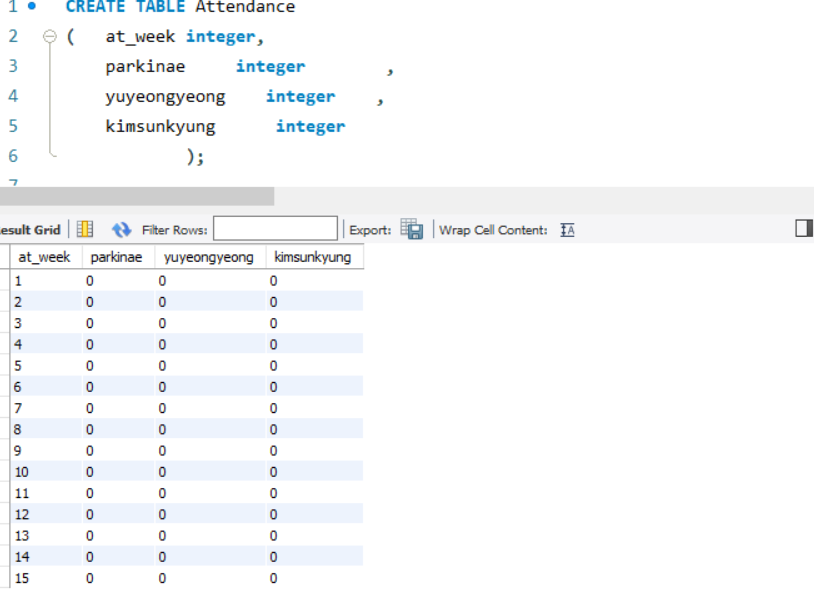 1 CREATE TABLE Attendance
2 ( at_week integer,
3 parkinae integer ,
4 yuyeongyeong integer ,
5 kimsunkyung integer
6 );
7
Result Grid Filter Rows: Export: Wrap Cell Content: IA
at_week parkinae yuyeongyeong kimsunkyung
1 0 0 0
2 0 0 0
3 0 0 0
4 0 0 0
5 0 0 0
6 0 0 0
7 0 0 0
8 0 0 0
9 0 0 0
10 0 0 0
11 0 0 0
12 0 0 0
13 0 0 0
14 0 0 0
15 0 0 0